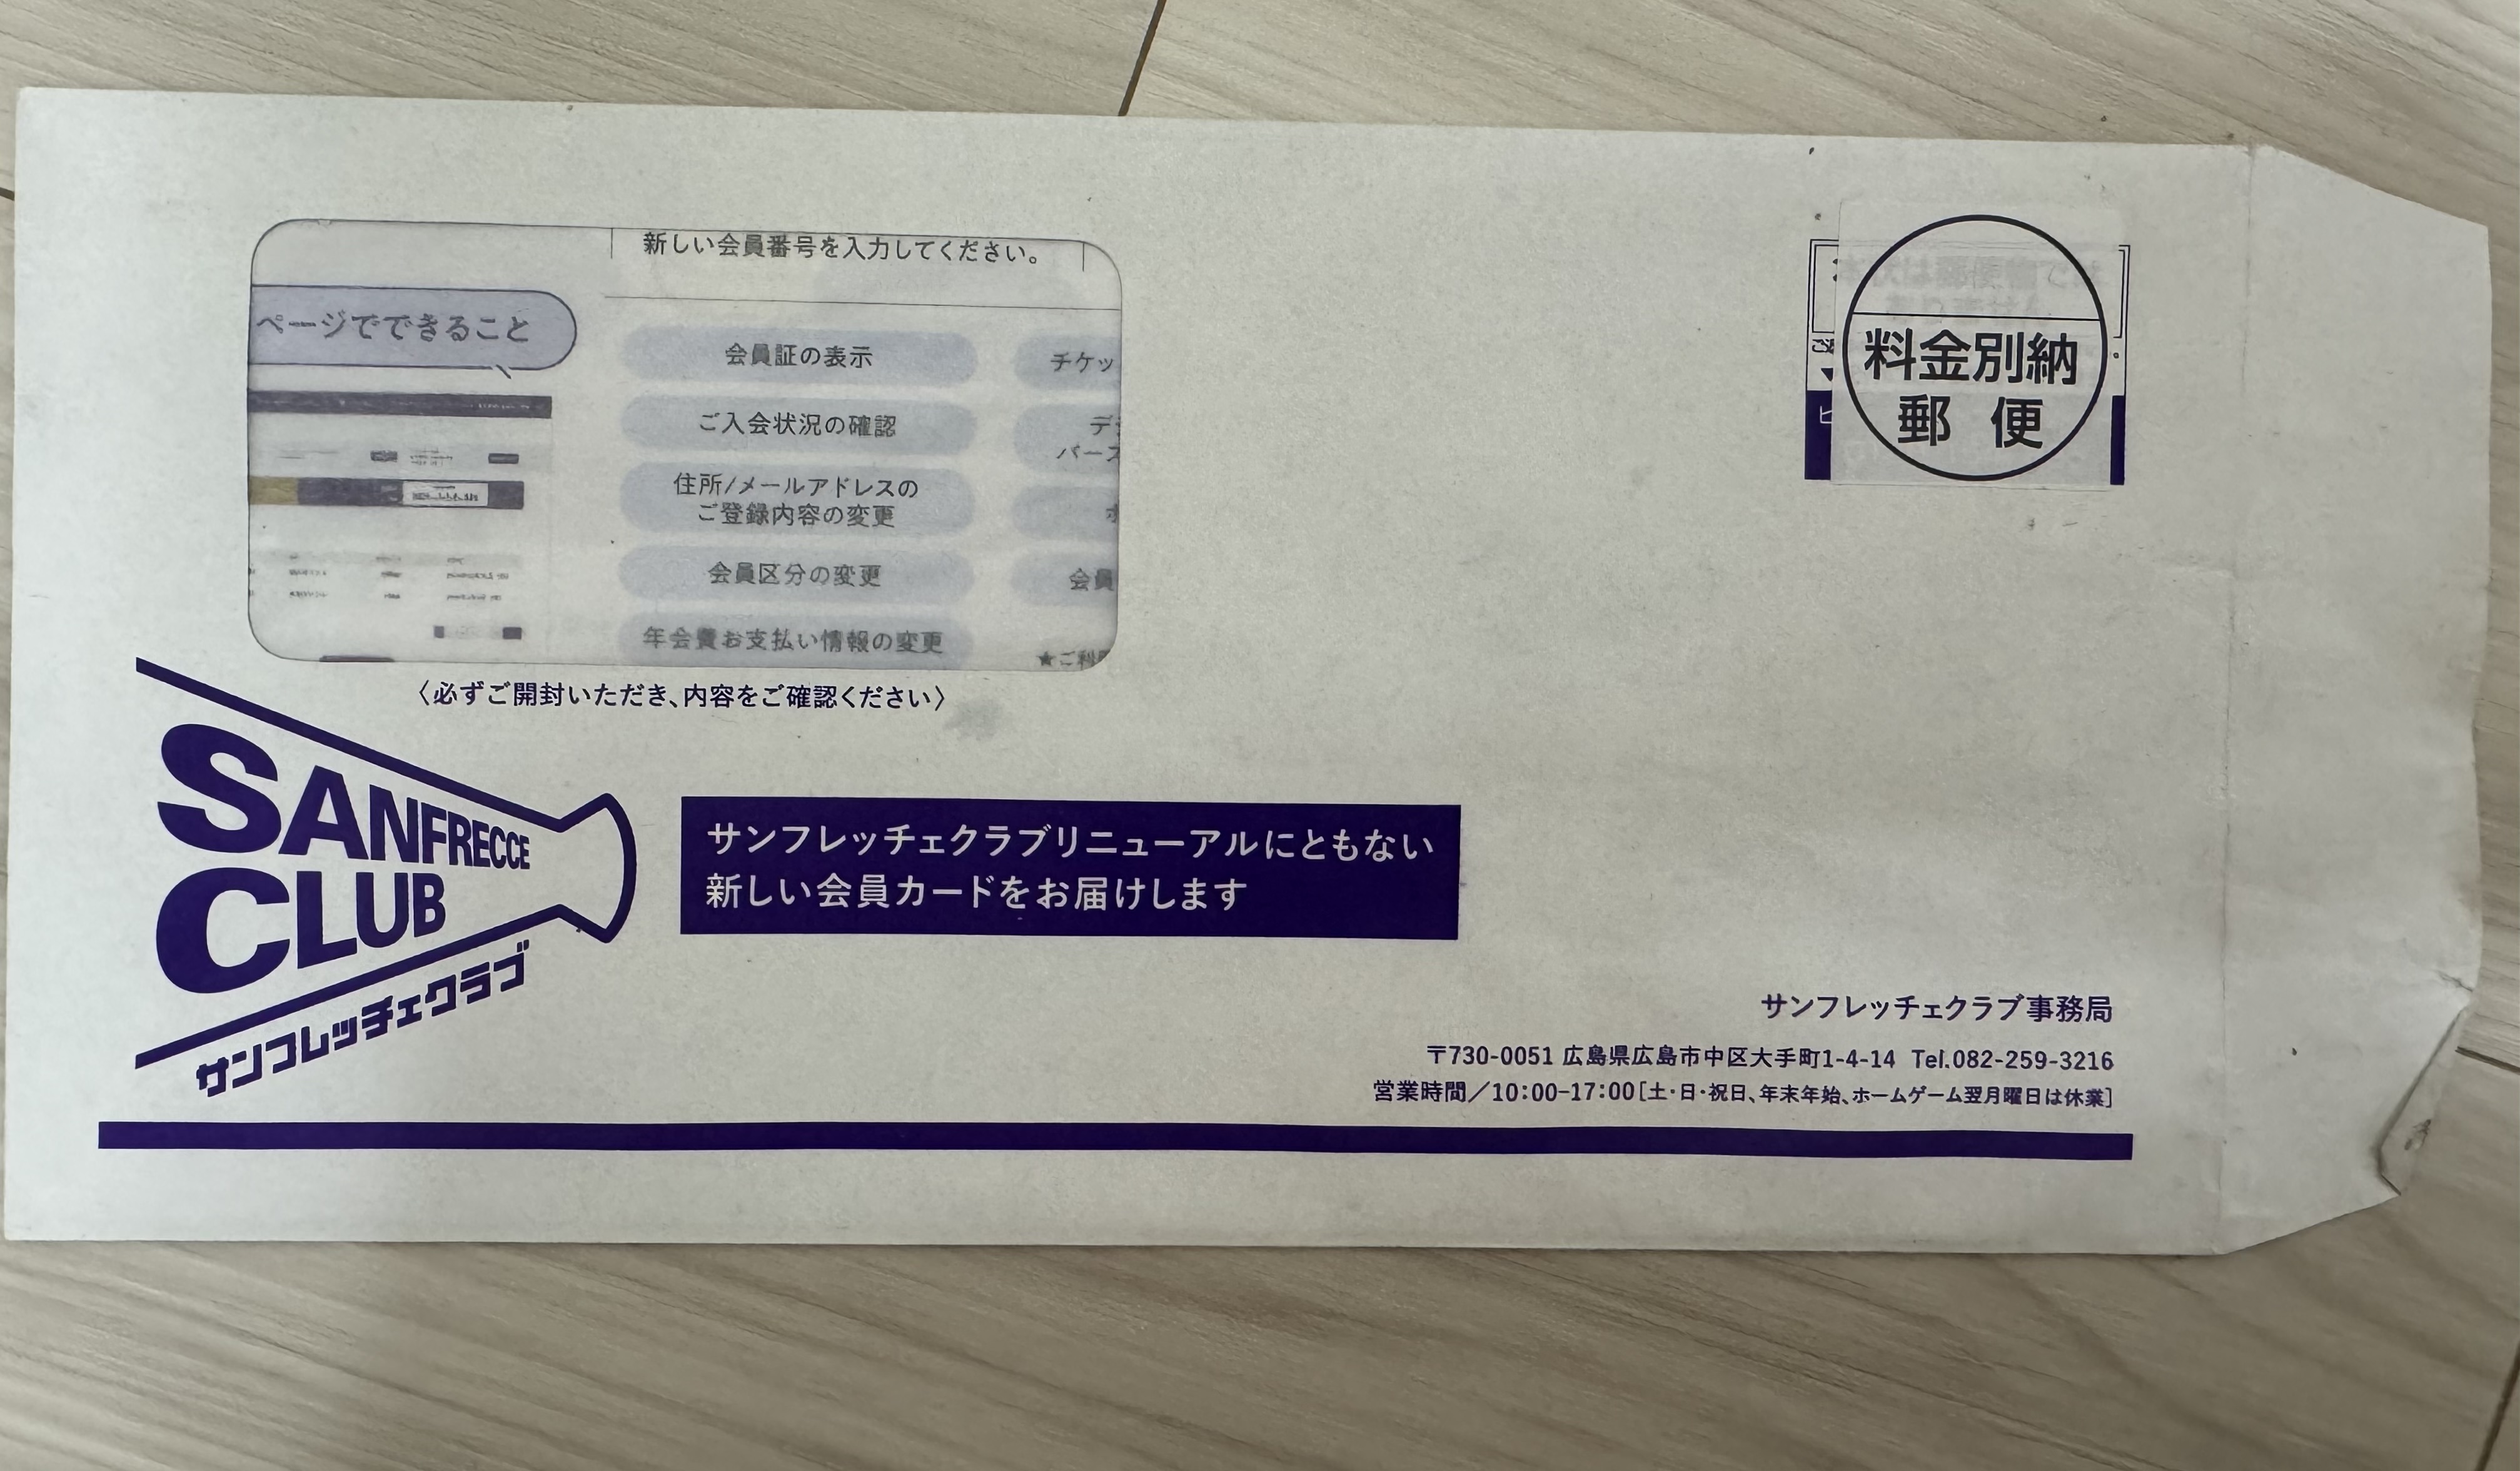 新しい会員番号を入力してください。
ページでできること
会員証の表示
チケッ
ご入会状況の確認
デ
バース
住所/メールアドレスの
ご登録内容の変更
会員区分の変更
会員
年会費お支払い情報の変更
★ご利
〈必ずご開封いただき、内容をご確認ください〉
料金別納
郵便
SANFRECCE
CLUB
サンフレッチェクラブ
サンフレッチェクラブリニューアルにともない
新しい会員カードをお届けします
サンフレッチェクラブ事務局
〒730-0051 広島県広島市中区大手町1-4-14 Tel.082-259-3216
営業時間／10:00-17:00[土・日・祝日、年末年始、ホームゲーム翌月曜日は休業]